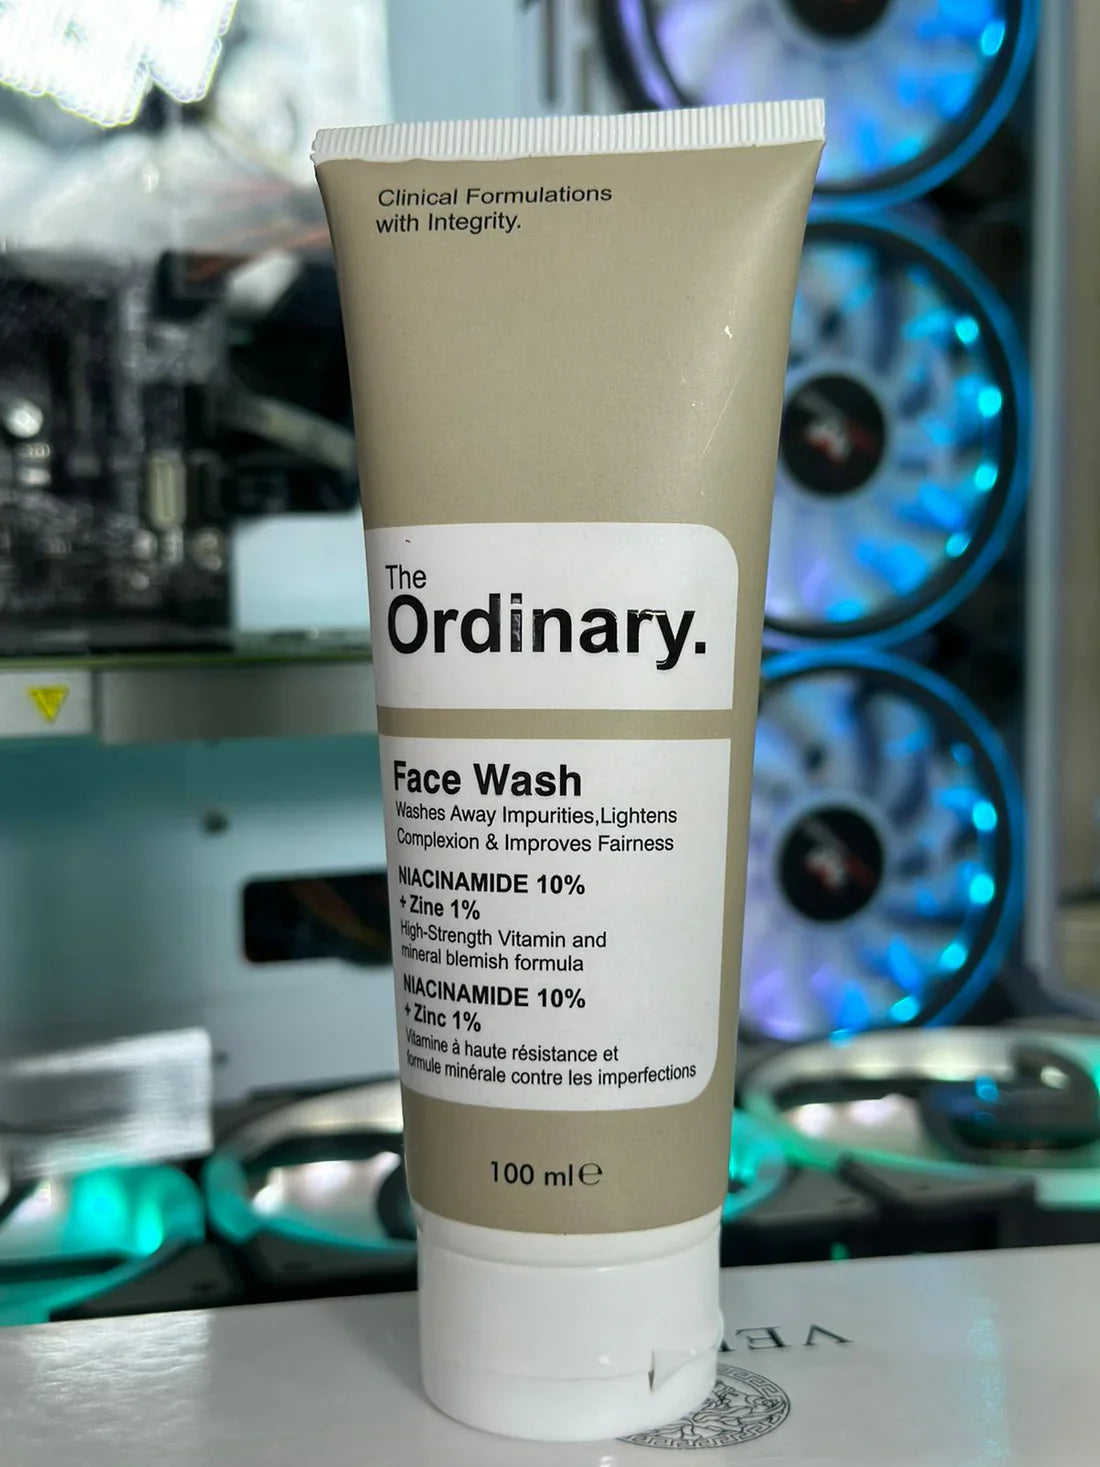 Clinical Formulations
with Integrity.
The
Ordinary.
Face Wash
Washes Away Impurities,Lightens
Complexion & Improves Fairness
NIACINAMIDE 10%
+ Zine 1%
High-Strength Vitamin and
mineral blemish formula
NIACINAMIDE 10%
+ Zinc 1%
Vitamine à haute résistance et
formule minérale contre les imperfections
100 ml ℮